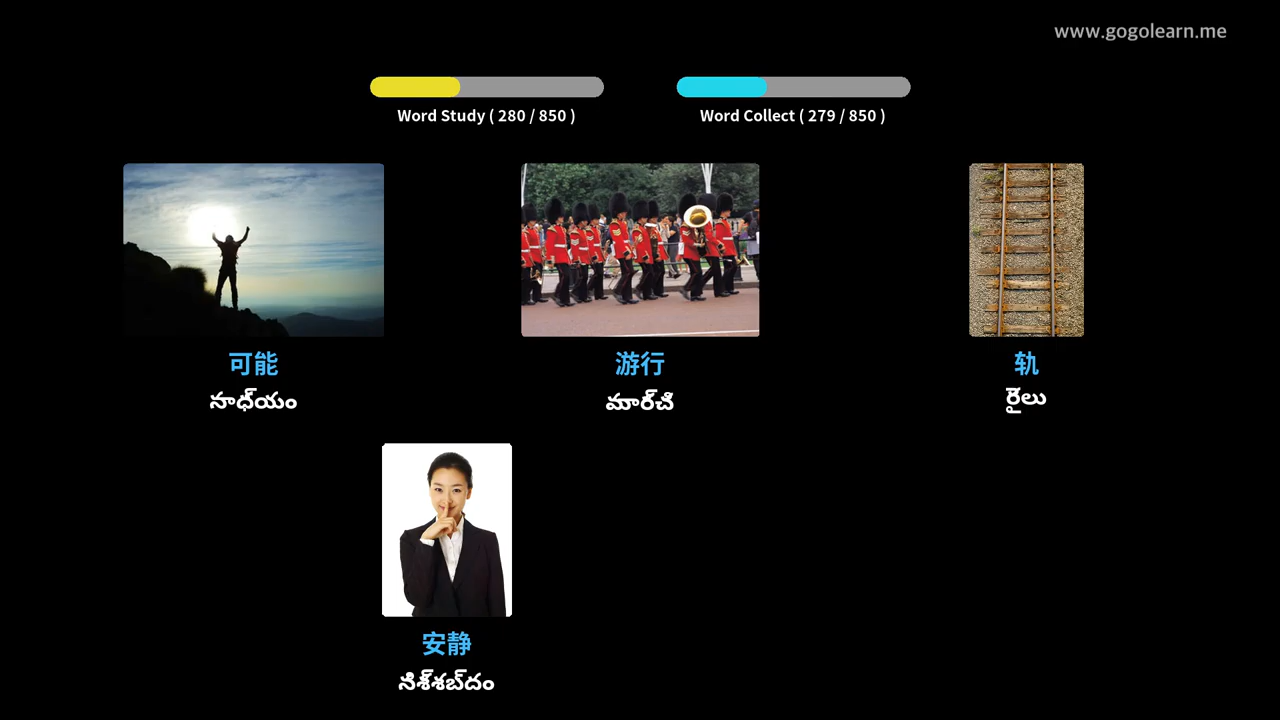 www.gogolearn.me
Word Study ( 280 / 850 )
Word Collect ( 279 / 850 )
可能
సాధ్యం
游行
మార్చి
轨
రైలు
安静
నిశ్శబ్దం